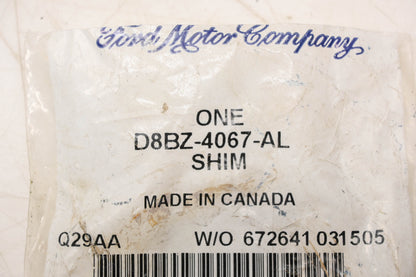 Ford Motor Company
ONE
D8BZ-4067-AL
SHIM
MADE IN CANADA
Q29AA W/O 672641 031505